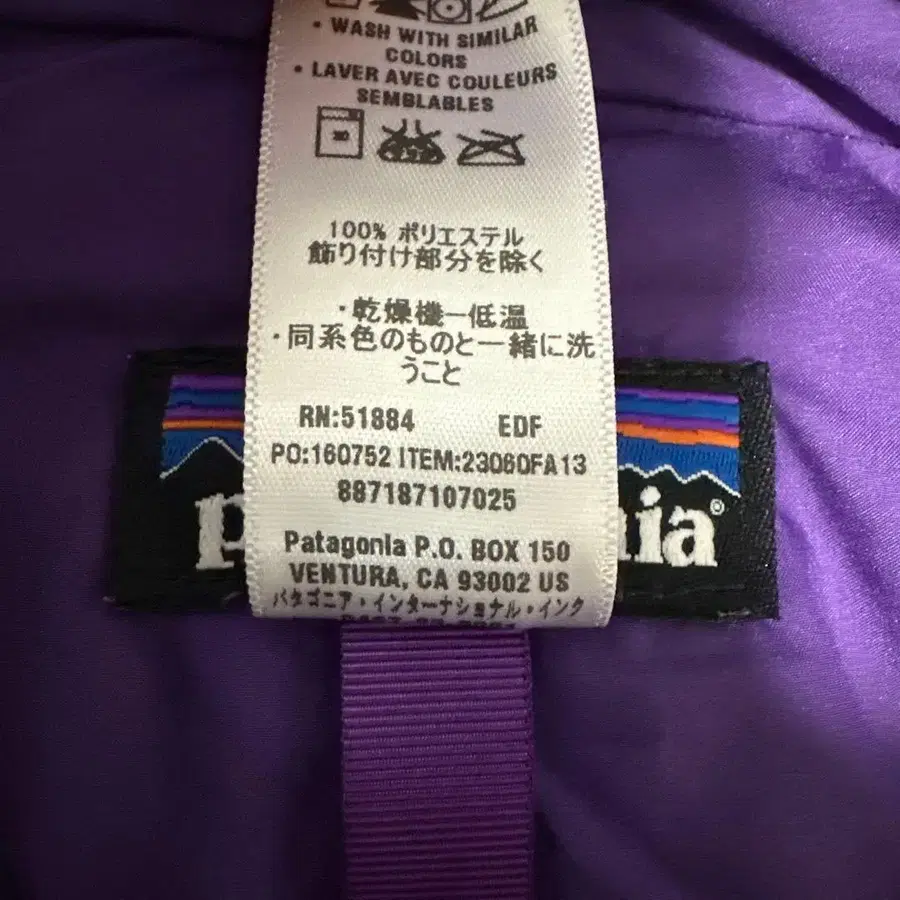 • WASH WITH SIMILAR
COLORS
• LAVER AVEC COULEURS
SEMBLABLES
100% ポリエステル
飾り付け部分を除く
・乾燥機ー低温
・同系色のものと一緒に洗
うこと
RN:51884 EDF
PO:160752 ITEM:23060FA13
887187107025
Patagonia P.O. BOX 150
VENTURA, CA 93002 US
パタゴニア・インターナショナル・インク